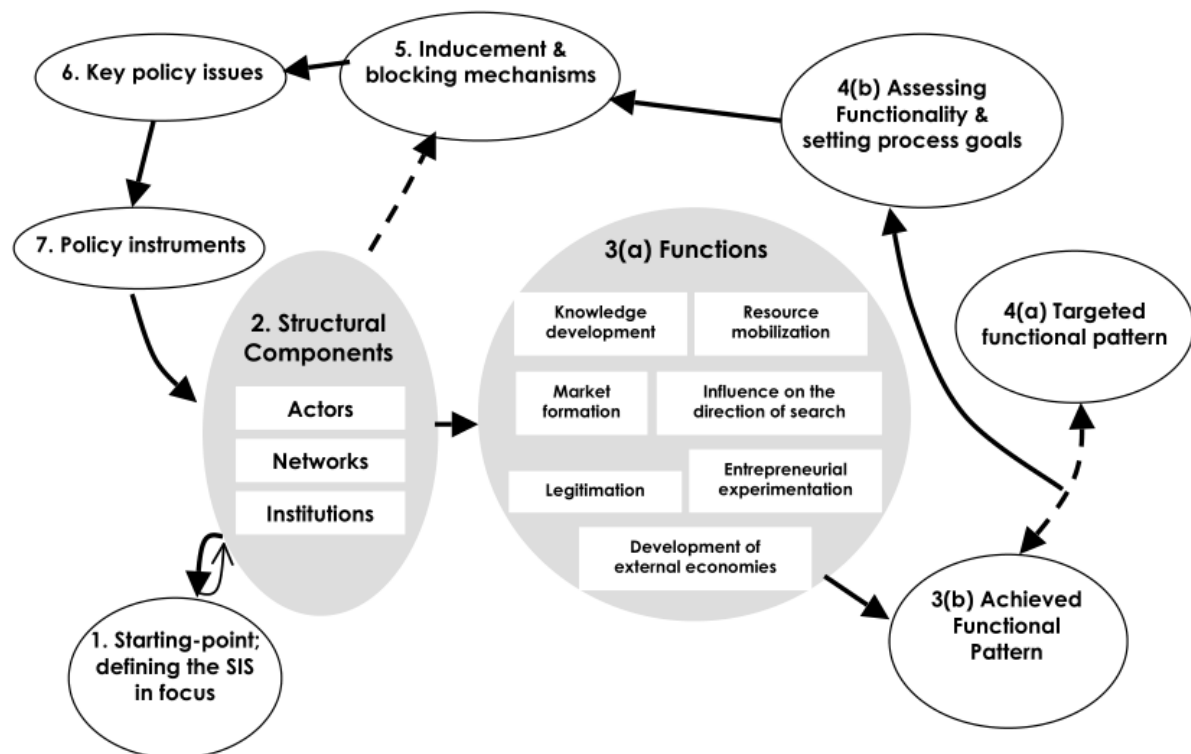 1. Starting-point;
defining the SIS
in focus
2. Structural
Components
Actors
Networks
Institutions
3(a) Functions
Knowledge
development
Resource
mobilization
Market
formation
Influence on the
direction of search
Legitimation
Entrepreneurial
experimentation
Development of
external economies
3(b) Achieved
Functional
Pattern
4(a) Targeted
functional pattern
4(b) Assessing
Functionality &
setting process goals
5. Inducement &
blocking mechanisms
6. Key policy issues
7. Policy instruments